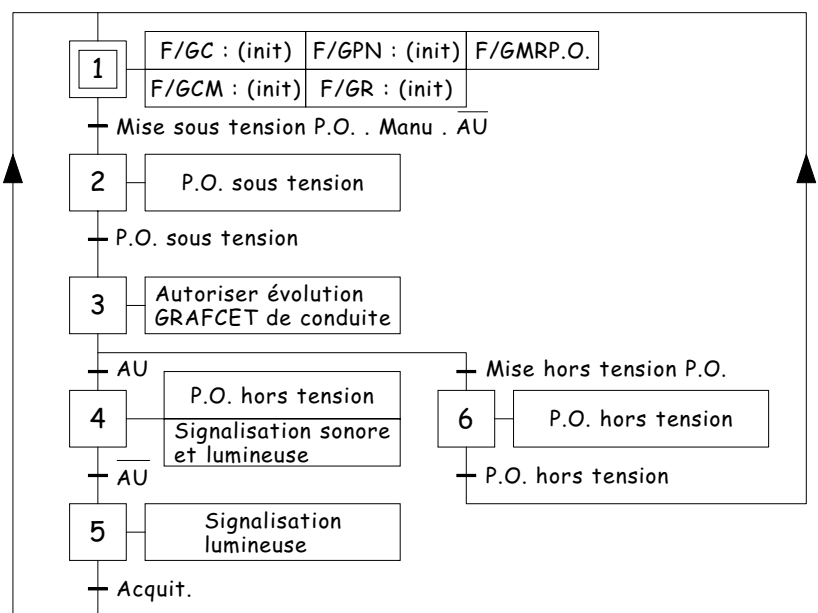 1
F/GC : (init) F/GPN : (init) F/GMRP.O.
F/GCM : (init) F/GR : (init)
Mise sous tension P.O. . Manu . A̅U̅
2
P.O. sous tension
P.O. sous tension
3
Autoriser évolution
GRAFCET de conduite
AU
Mise hors tension P.O.
4
P.O. hors tension
Signalisation sonore
et lumineuse
6
P.O. hors tension
A̅U̅
P.O. hors tension
5
Signalisation
lumineuse
Acquit.